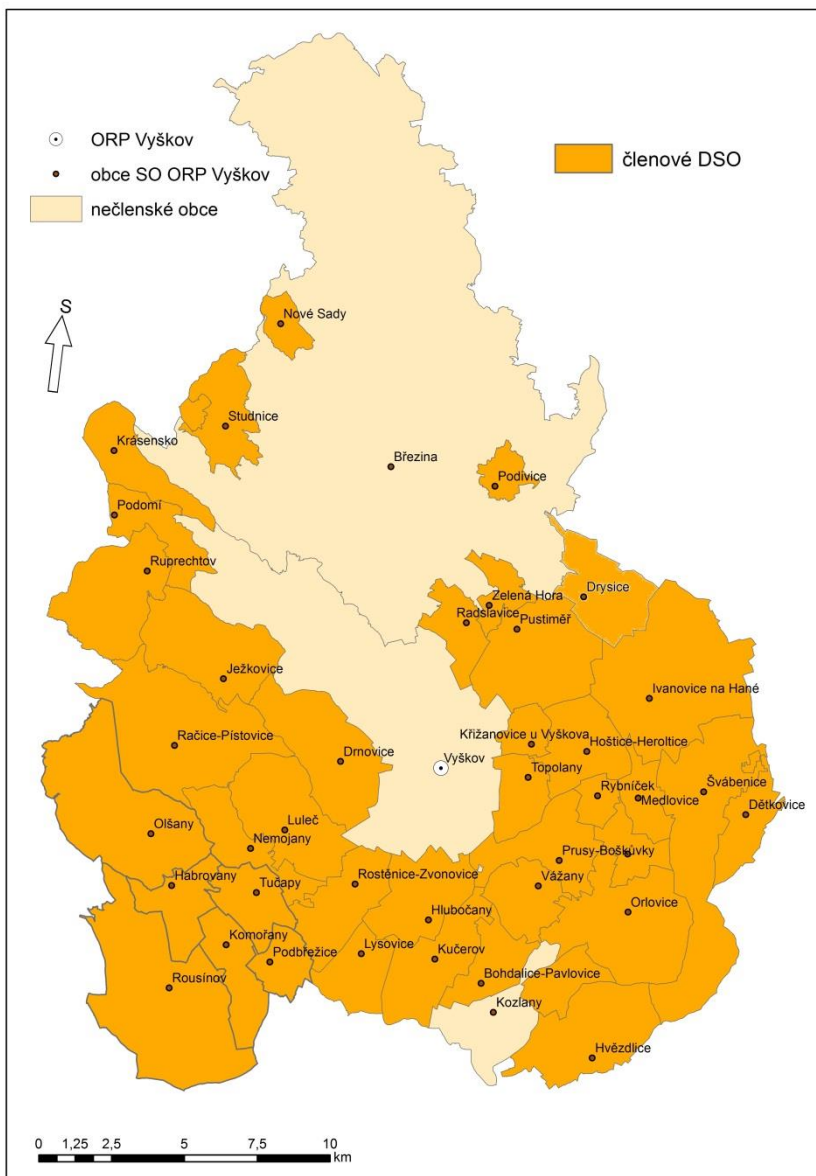 ORP Vyškov
členové DSO
obce SO ORP Vyškov
nečlenské obce
S
Nové Sady
Studnice
Krásensko
Březina
Podivice
Podomí
Ruprechtov
Drysice
Zelená Hora
Radslavice
Pustiměř
Ježkovice
Ivanovice na Hané
Račice-Pístovice
Křižanovice u Vyškova
Hoštice-Heroltice
Drnovice
Vyškov
Topolany
Rybníček
Medlovice
Švábenice
Dětkovice
Olšany
Luleč
Nemojany
Prusy-Boškůvky
Habrovany
Tučapy
Rostěnice-Zvonovice
Vážany
Hlubočany
Orlovice
Komořany
Podbřežice
Lysovice
Kučerov
Rousínov
Bohdalice-Pavlovice
Kozlany
Hvězdlice
0 1,25 2,5 5 7,5 10
km